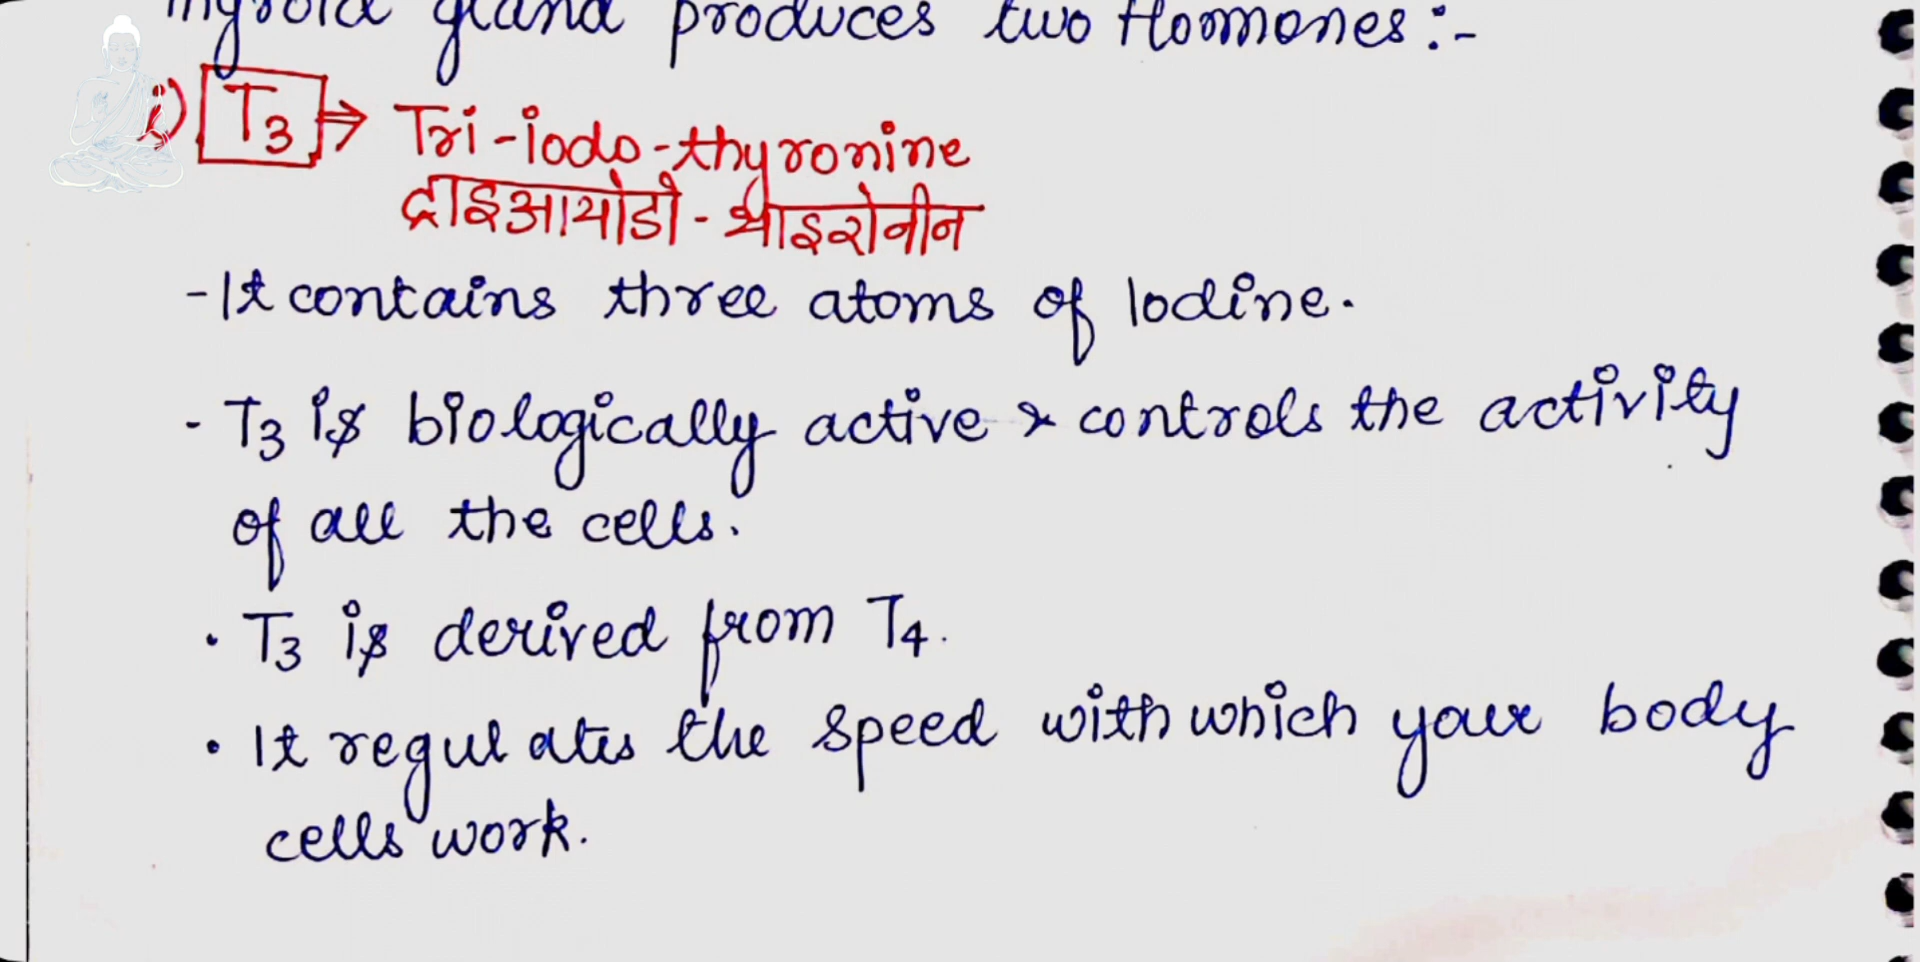 Thyroid gland produces two Hormones:-
i) T3 → Tri-iodo-thyronine
ट्राइआयोडो-थाइरोनीन
- It contains three atoms of Iodine.
- T3 is biologically active & controls the activity
of all the cells.
• T3 is derived from T4.
• It regulates the speed with which your body
cells work.